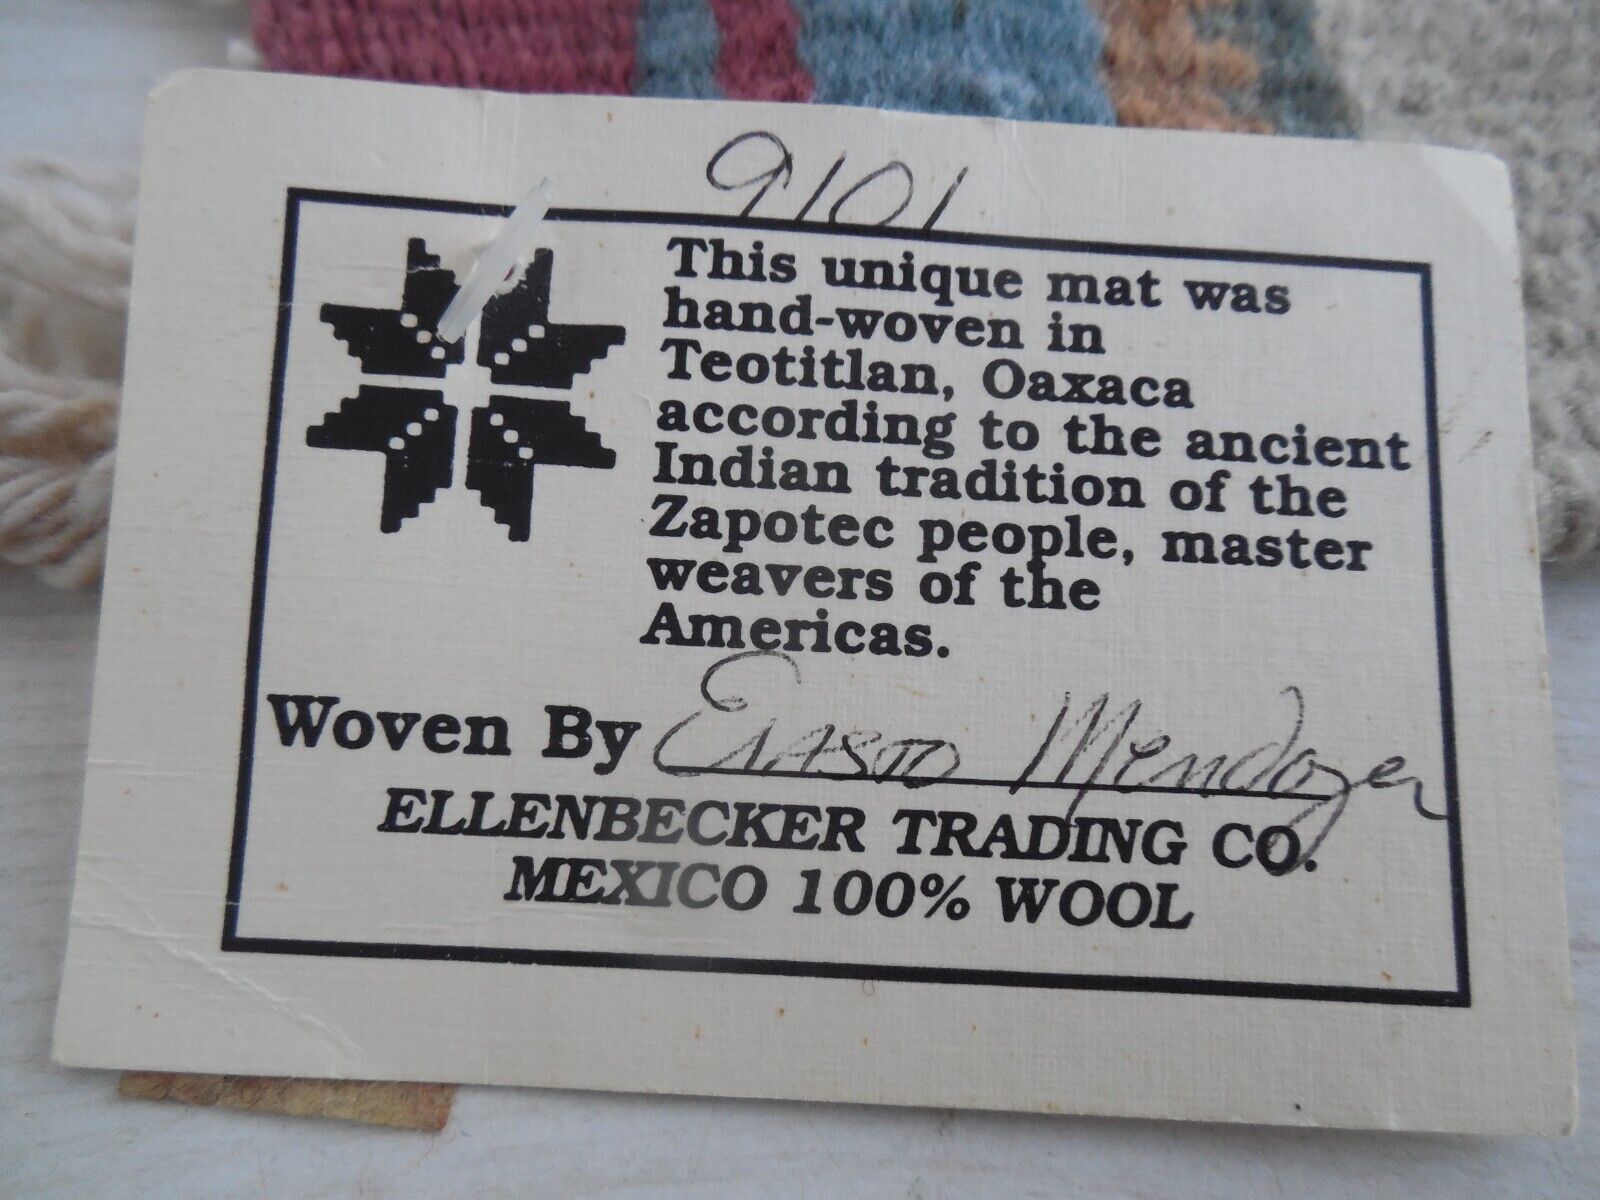 9101
This unique mat was
hand-woven in
Teotitlan, Oaxaca
according to the ancient
Indian tradition of the
Zapotec people, master
weavers of the
Americas.
Woven By Erasto Mendoza
ELLENBECKER TRADING CO.
MEXICO 100% WOOL